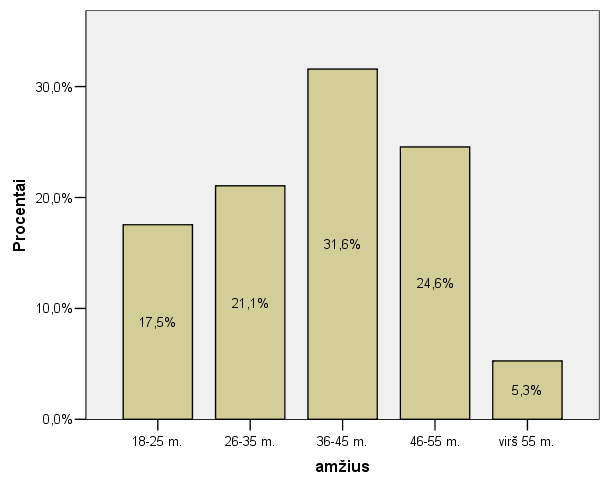 Procentai
30,0%
20,0%
10,0%
0,0%
17,5%
21,1%
31,6%
24,6%
5,3%
18-25 m.
26-35 m.
36-45 m.
46-55 m.
virš 55 m.
amžius